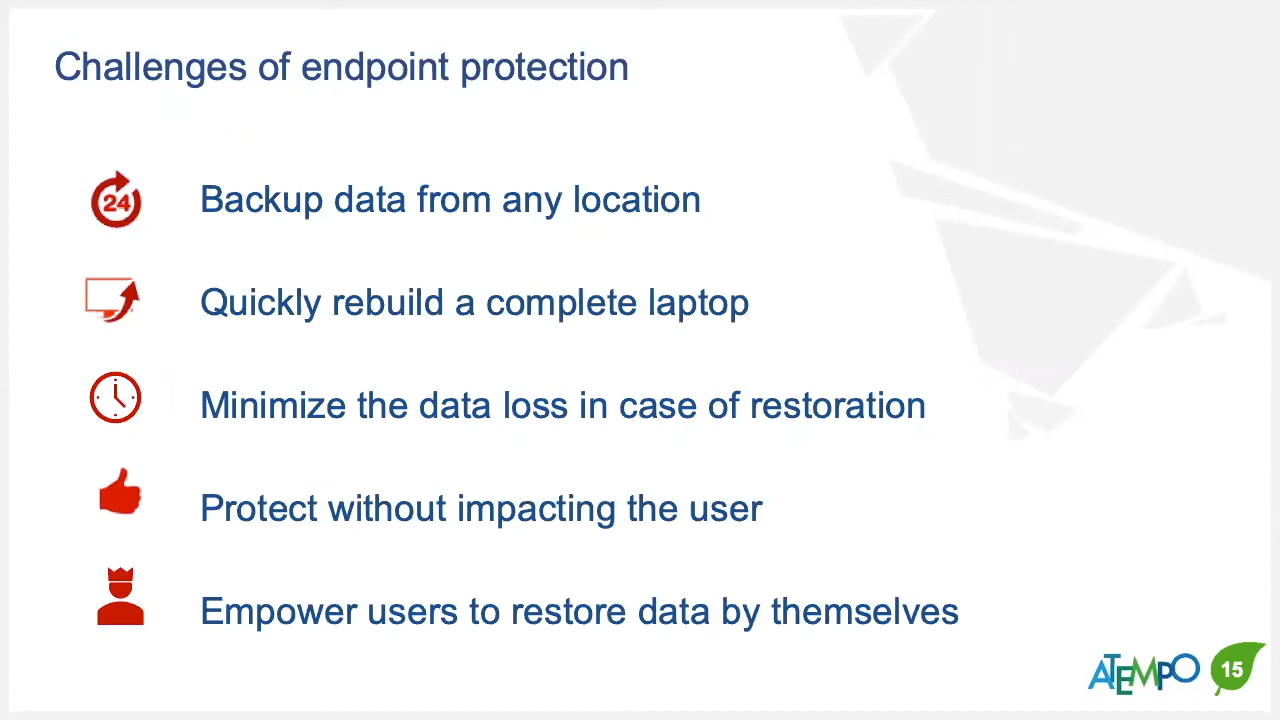 Challenges of endpoint protection
24
Backup data from any location
Quickly rebuild a complete laptop
Minimize the data loss in case of restoration
Protect without impacting the user
Empower users to restore data by themselves
ATEMPO
15